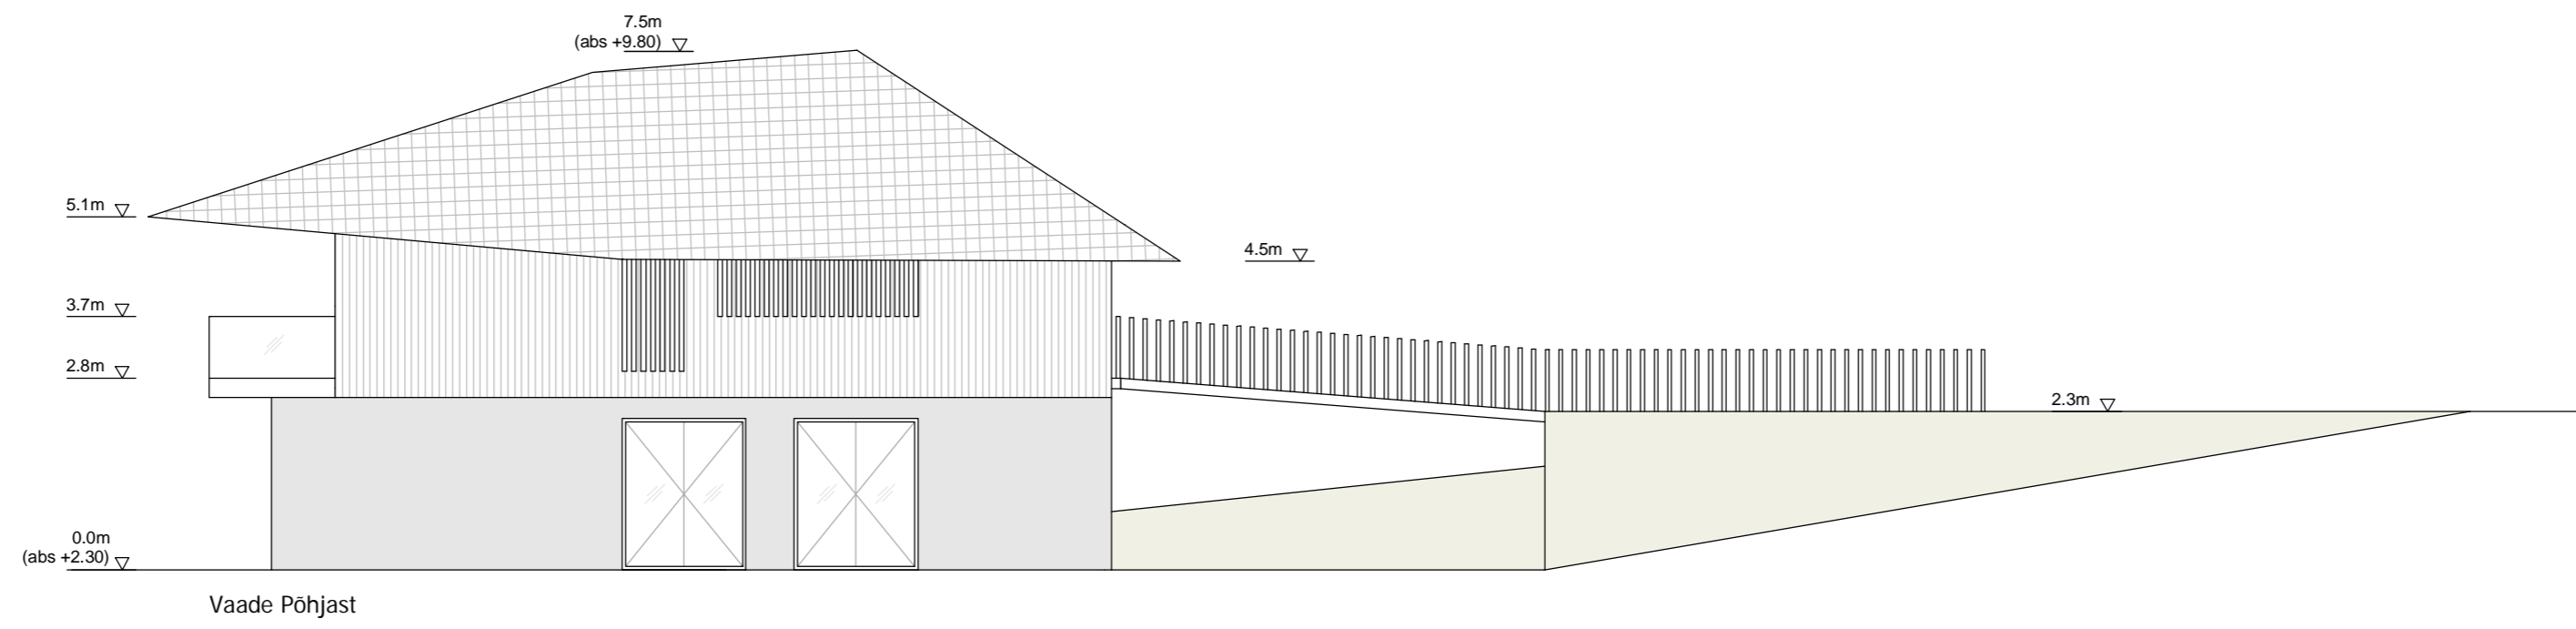 7.5m
(abs +9.80)
5.1m
4.5m
3.7m
2.8m
2.3m
0.0m
(abs +2.30)
Vaade Põhjast